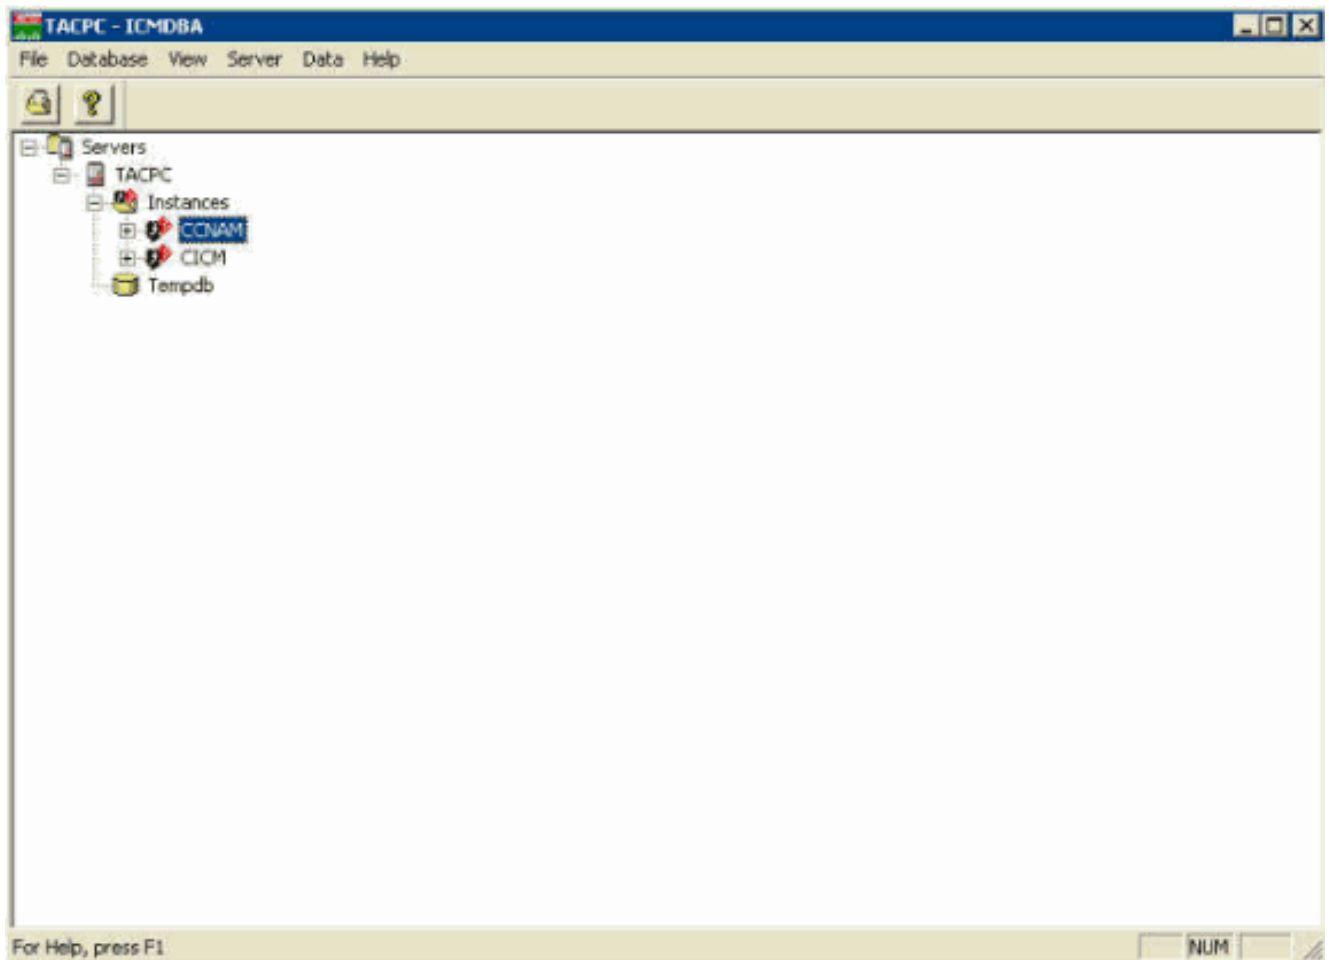 TACPC - ICMDBA
File Database View Server Data Help
Servers
TACPC
Instances
CCNAM
CICM
Tempdb
For Help, press F1
NUM